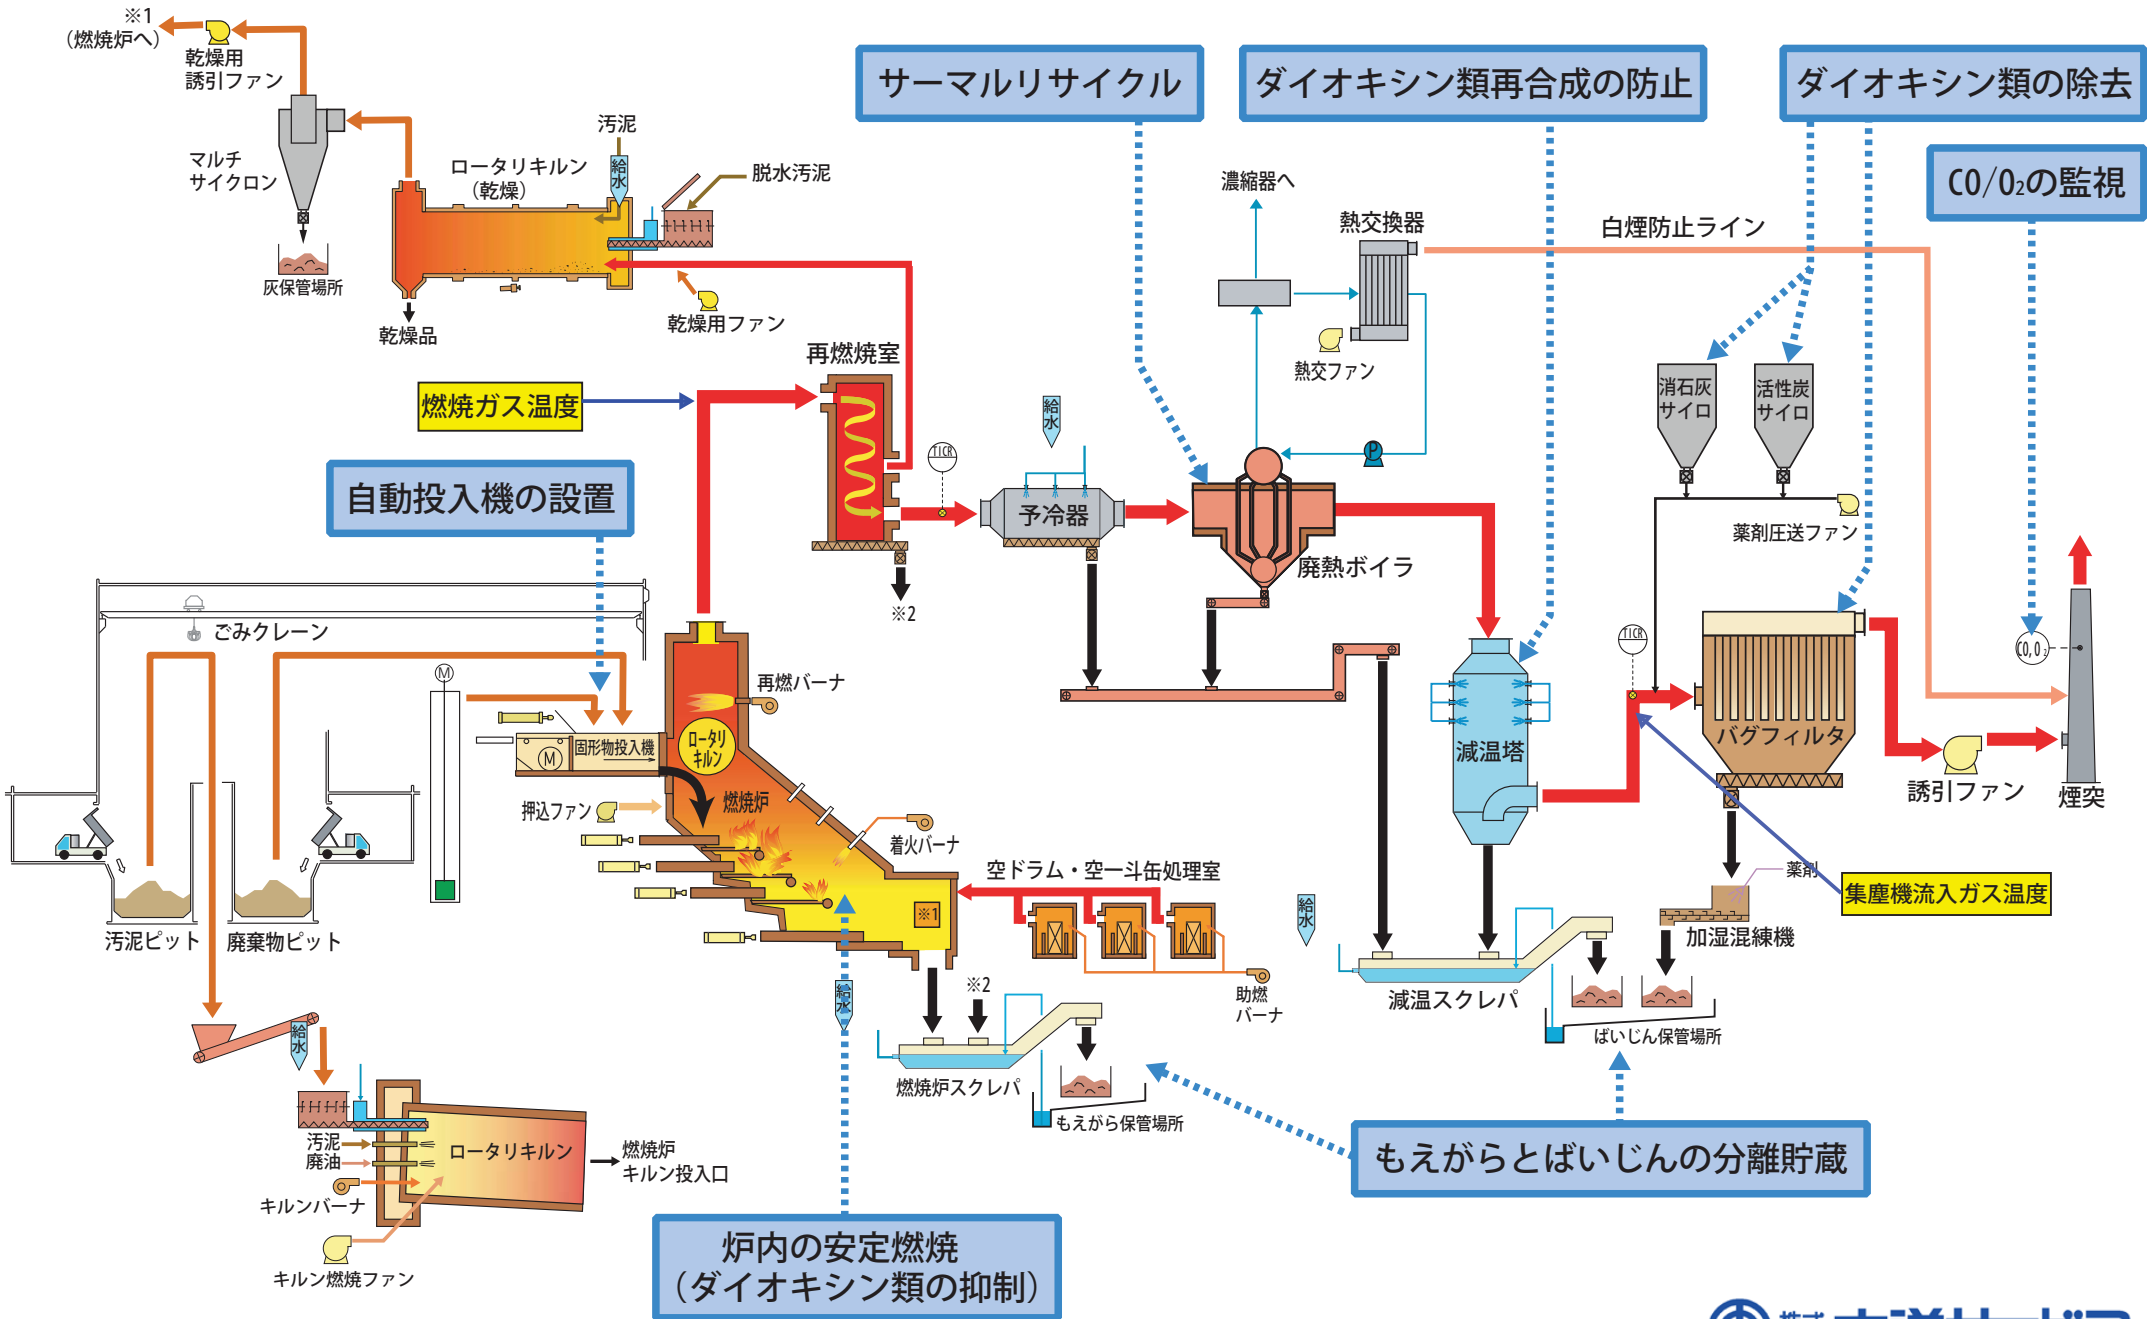 ※1
（燃焼炉へ）
乾燥用
誘引ファン
マルチ
サイクロン
灰保管場所
ロータリキルン
（乾燥）
汚泥
給水
脱水汚泥
乾燥品
乾燥用ファン
サーマルリサイクル
ダイオキシン類再合成の防止
ダイオキシン類の除去
CO/O₂の監視
濃縮器へ
熱交換器
白煙防止ライン
熱交ファン
再燃焼室
燃焼ガス温度
自動投入機の設置
TICR
給水
予冷器
P
廃熱ボイラ
※2
消石灰
サイロ
活性炭
サイロ
薬剤圧送ファン
ごみクレーン
M
再燃バーナ
固形物投入機
M
ロータリ
キルン
押込ファン
燃焼炉
着火バーナ
TICR
CO,O₂
減温塔
バグフィルタ
誘引ファン
煙突
汚泥ピット
廃棄物ピット
※1
空ドラム・空一斗缶処理室
給水
助燃
バーナ
薬剤
集塵機流入ガス温度
加湿混練機
減温スクレパ
ばいじん保管場所
給水
給水
※2
燃焼炉スクレパ
もえがら保管場所
もえがらとばいじんの分離貯蔵
汚泥
廃油
ロータリキルン
燃焼炉
キルン投入口
キルンバーナ
キルン燃焼ファン
炉内の安定燃焼
（ダイオキシン類の抑制）